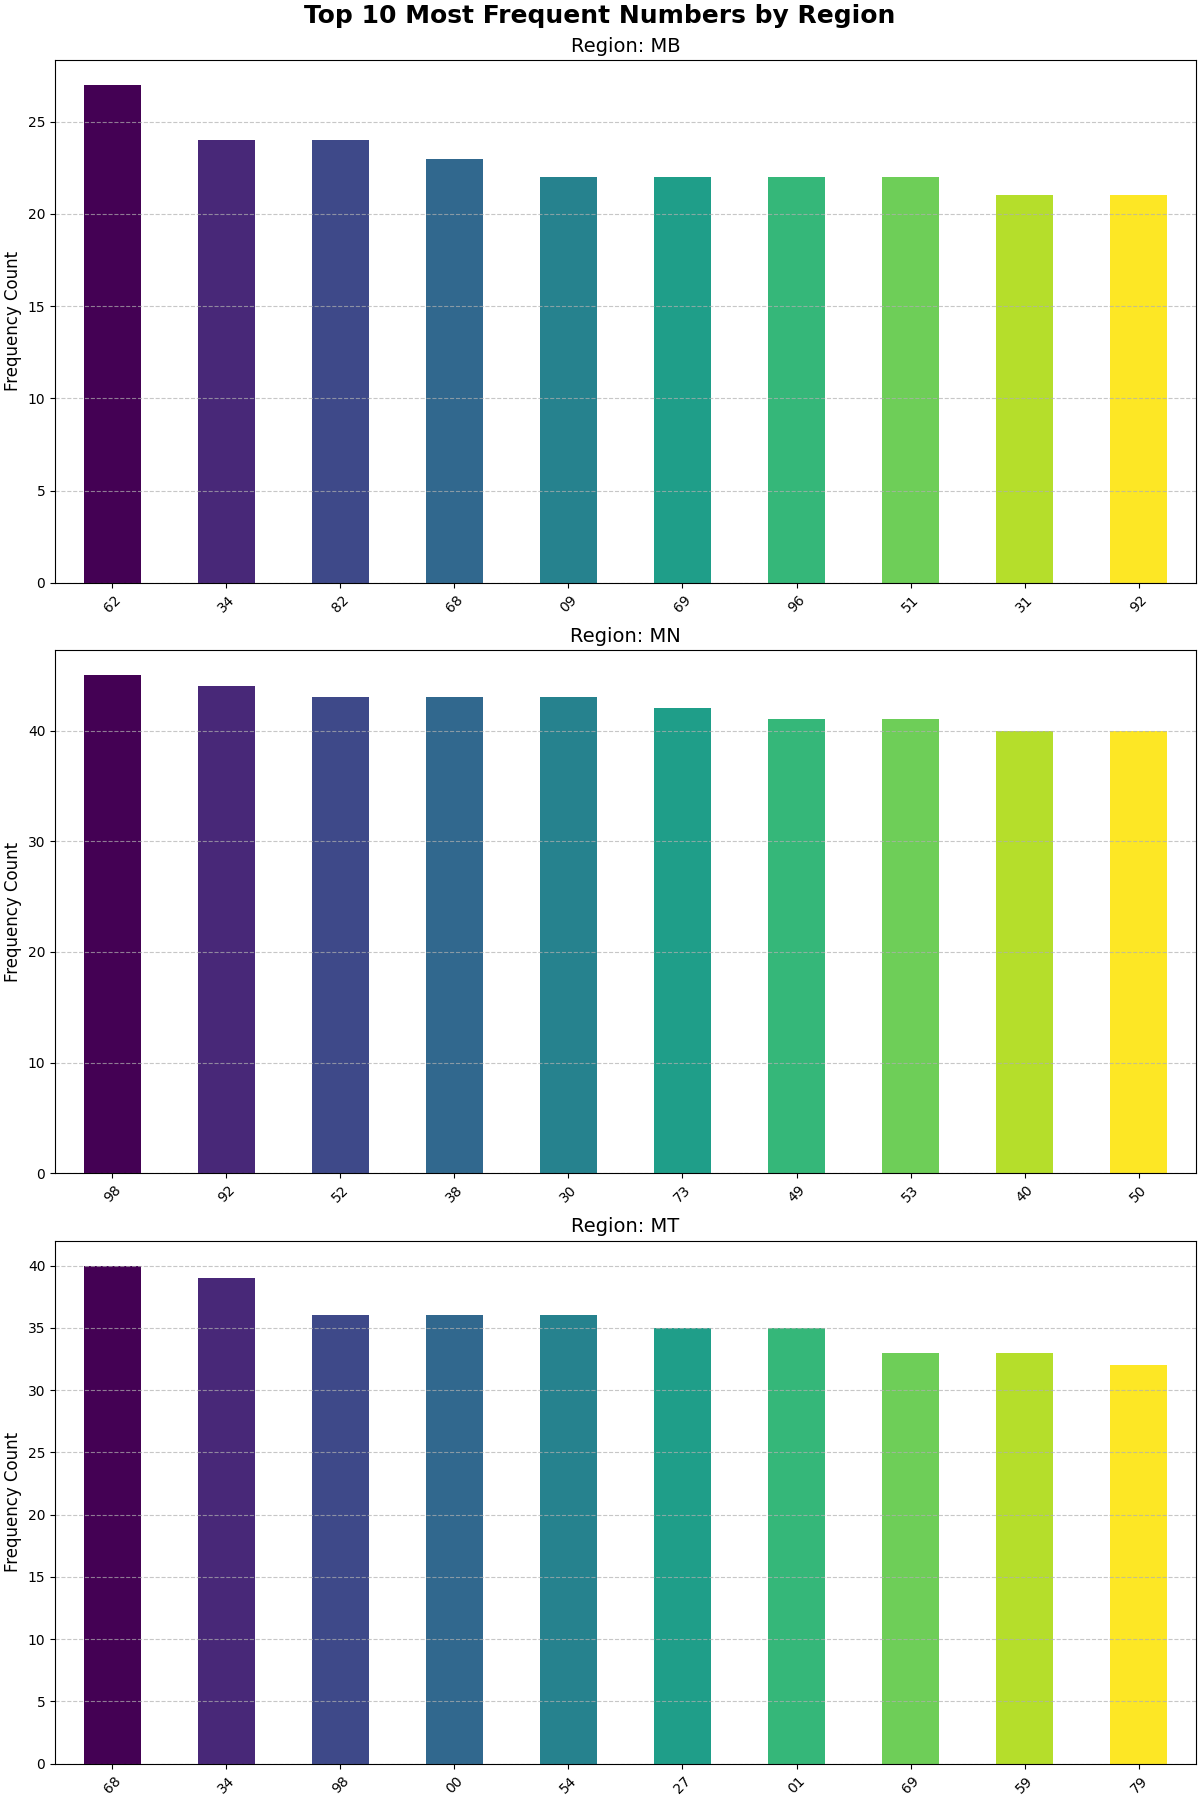 Top 10 Most Frequent Numbers by Region
Region: MB
Frequency Count
25
20
15
10
5
0
62 34 82 68 09 69 96 51 31 92
Region: MN
Frequency Count
40
30
20
10
0
98 92 52 38 30 73 49 53 40 50
Region: MT
Frequency Count
40
35
30
25
20
15
10
5
0
68 34 98 00 54 27 01 69 59 79